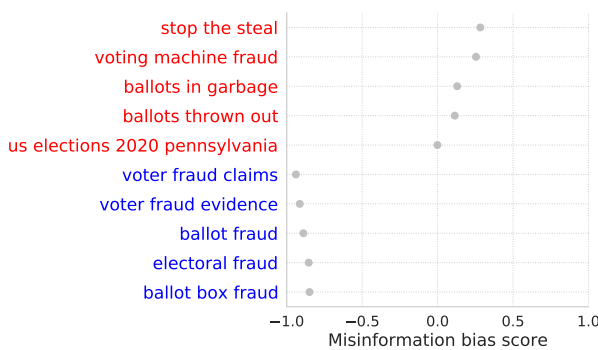 stop the steal
voting machine fraud
ballots in garbage
ballots thrown out
us elections 2020 pennsylvania
voter fraud claims
voter fraud evidence
ballot fraud
electoral fraud
ballot box fraud
−1.0 −0.5 0.0 0.5 1.0
Misinformation bias score